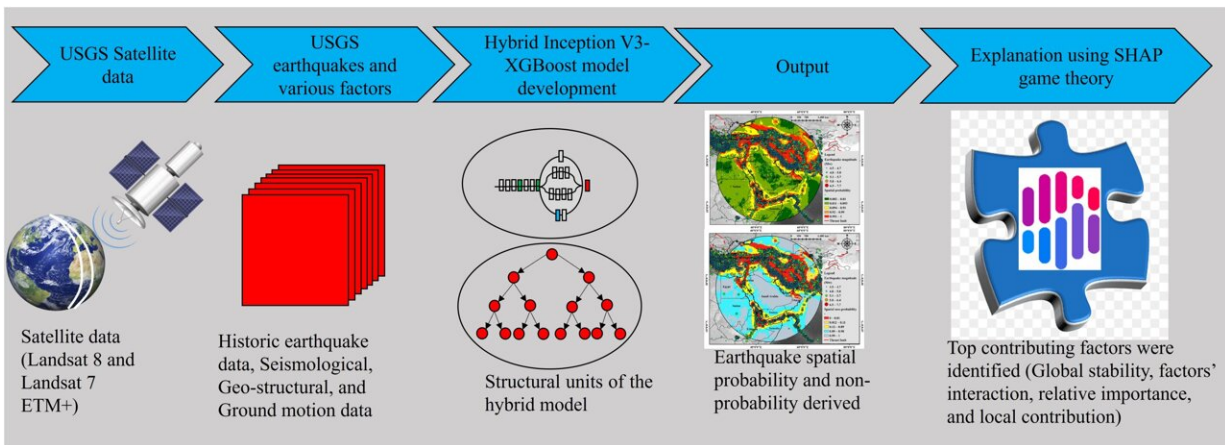 USGS Satellite
data
USGS
earthquakes and
various factors
Hybrid Inception V3-
XGBoost model
development
Output
Explanation using SHAP
game theory
Satellite data
(Landsat 8 and
Landsat 7
ETM+)
Historic earthquake
data, Seismological,
Geo-structural, and
Ground motion data
Structural units of the
hybrid model
Earthquake spatial
probability and non-
probability derived
Top contributing factors were
identified (Global stability, factors'
interaction, relative importance,
and local contribution)